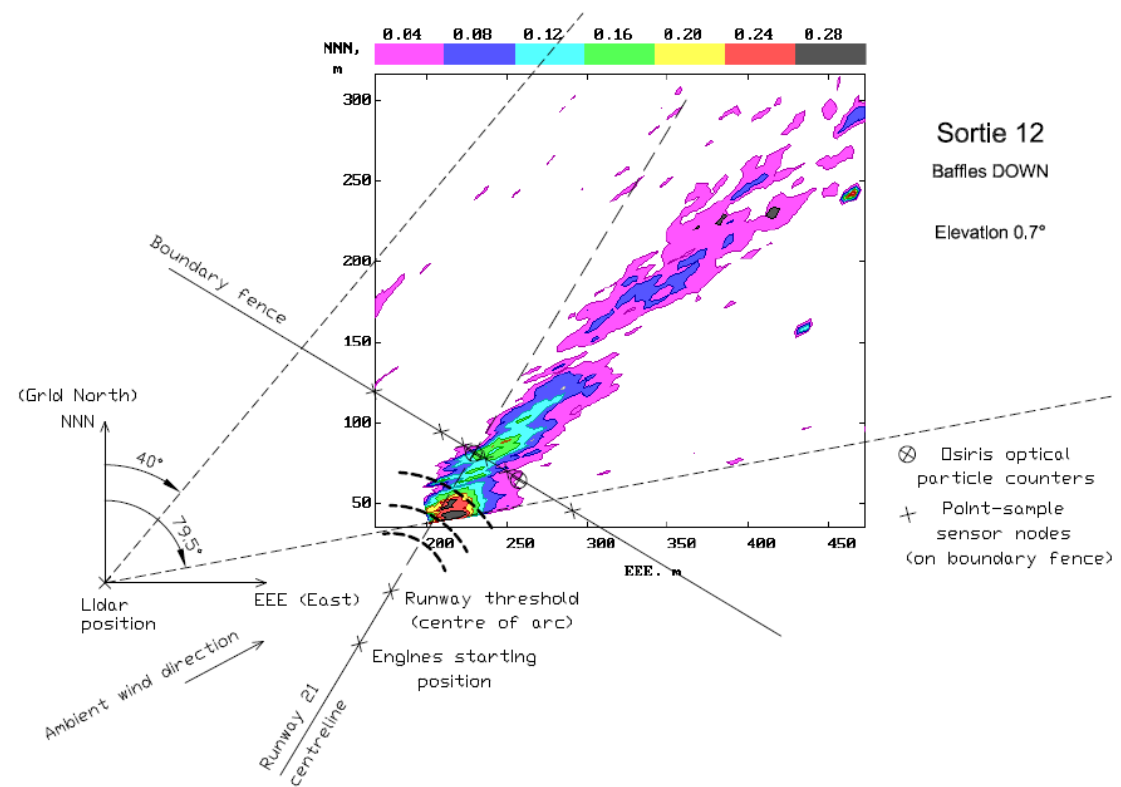 0.04 0.08 0.12 0.16 0.20 0.24 0.28
NNN,
m
300
250
200
150
100
50
200 250 300 350 400 450
EEE. m
Sortie 12
Baffles DOWN
Elevation 0.7°
Boundary fence
(Grid North)
NNN
40°
79.5°
Lidar
position
EEE (East)
Ambient wind direction
Runway threshold
(centre of arc)
Engines starting
position
Runway 21
centreline
Osiris optical
particle counters
Point-sample
sensor nodes
(on boundary fence)